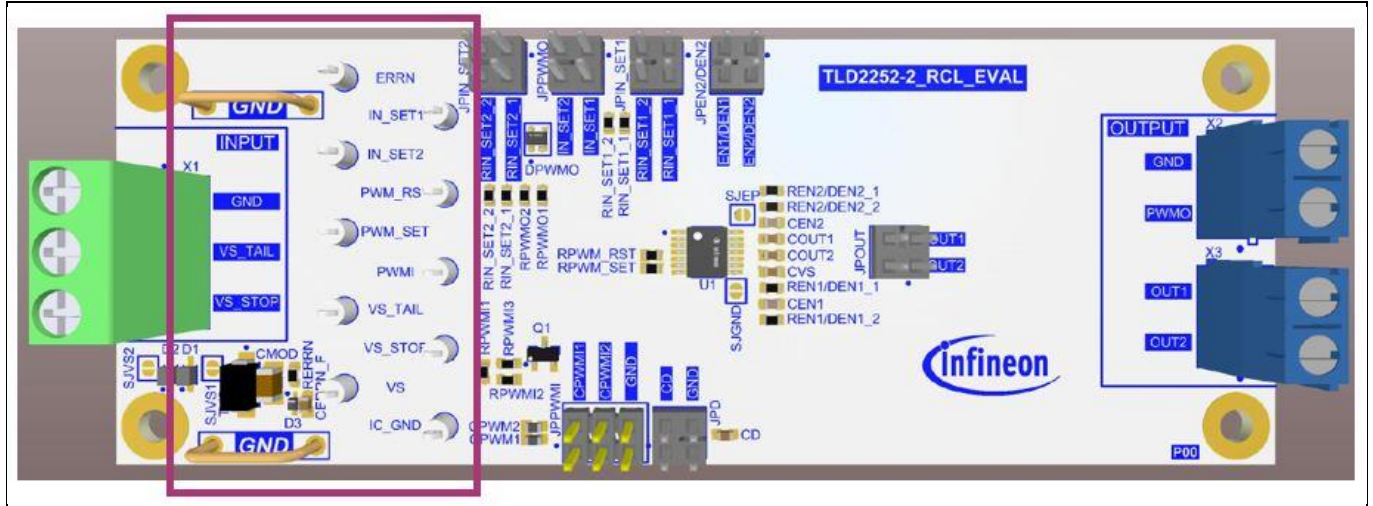 TLD2252-2_RCL_EVAL
JPIN_SET2
JPPWMO
JPIN_SET1
JPEN2/DEN2
RIN_SET2_2
RIN_SET2_1
IN_SET2
IN_SET1
RIN_SET1_2
RIN_SET1_1
EN1/DEN1
EN2/DEN2
DPWMO
RIN_SET1_2
RIN_SET1_1
GND
INPUT
X1
GND
VS_TAIL
VS_STOP
ERRN
IN_SET1
IN_SET2
PWM_RS
PWM_SET
PWMI
VS_TAIL
VS_STOP
VS
IC_GND
RIN_SET2_2
RIN_SET2_1
RPWMO2
RPWMO1
RPWM_RST
RPWM_SET
SJEP
U1
SJGND
REN2/DEN2_1
REN2/DEN2_2
CEN2
COUT1
COUT2
CVS
REN1/DEN1_1
CEN1
REN1/DEN1_2
JPOUT
OUT1
OUT2
OUTPUT
X2
GND
PWMO
X3
OUT1
OUT2
Infineon
P00
SJVS2
D2 D1
SJVS1
CMOD
RERRN
D3
GND
RPWMI1
RPWMI3
Q1
RPWMI2
CPWM2
CPWM1
JPPWMI
CPWMI1
CPWMI2
GND
CD
GND
JPD
CD